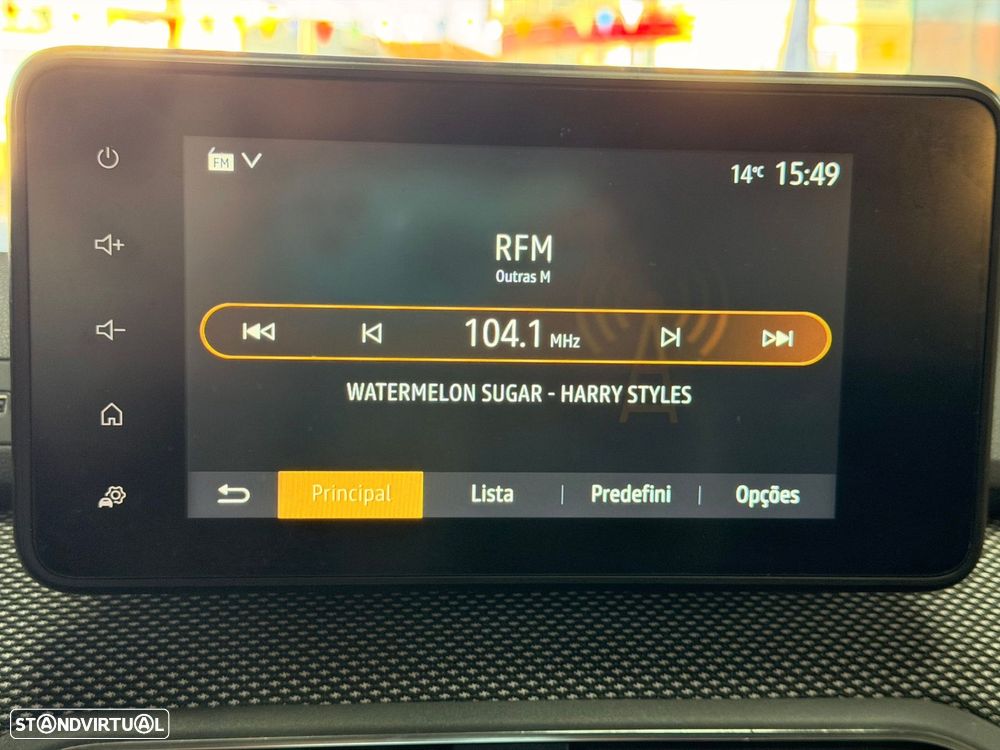 FM
14°C 15:49
RFM
Outras M
104.1 MHz
WATERMELON SUGAR - HARRY STYLES
Principal Lista Predefini Opções
STANDVIRTUAL